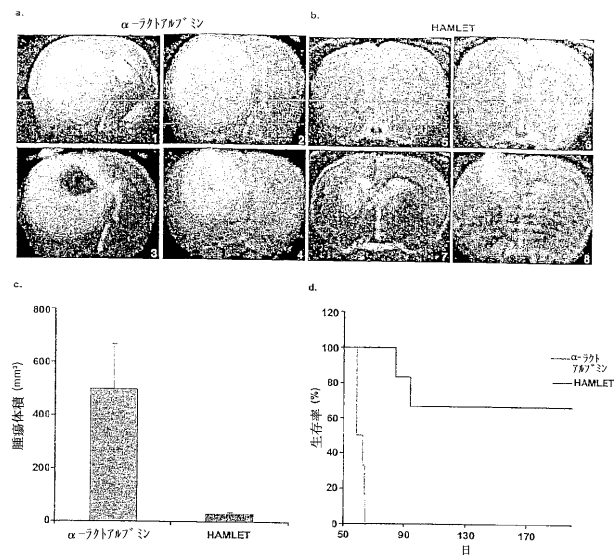 a.
α-ラクトアルブミン
b.
HAMLET
1
2
5
6
3
4
7
8
c.
腫瘍体積 (mm³)
800
600
400
200
0
α-ラクトアルブミン
HAMLET
d.
生存率 (%)
120
100
80
60
40
20
0
50
90
130
170
日
α-ラクト
アルブミン
HAMLET